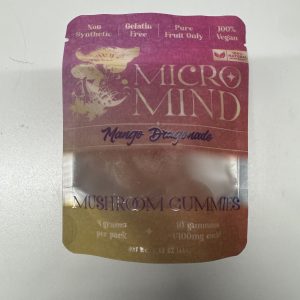 Non Synthetic
Gelatin Free
Pure Fruit Only
100% Vegan
MICRO
MIND
Mango Dragonade
MUSHROOM GUMMIES
grams per pack
10 gummies